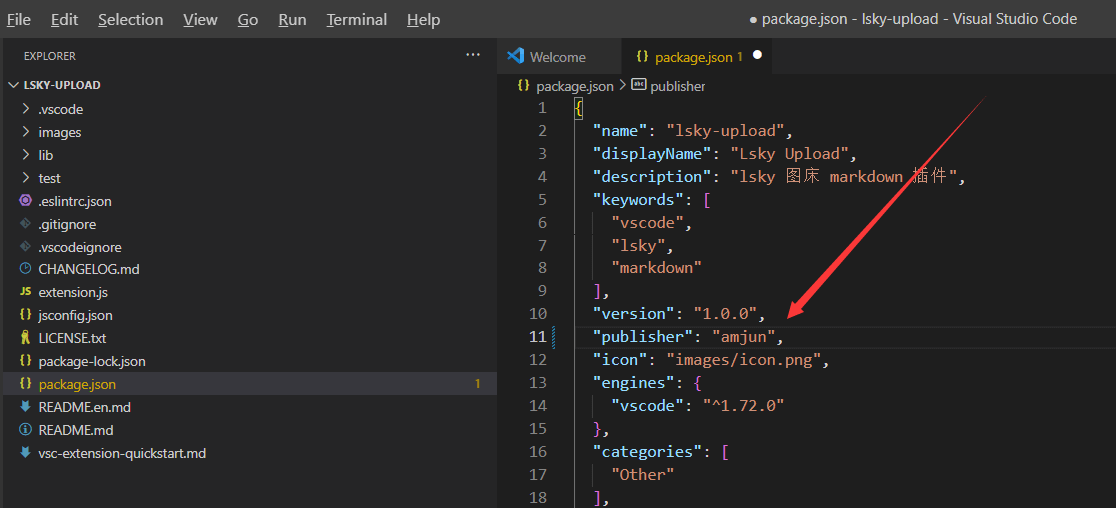 File Edit Selection View Go Run Terminal Help
● package.json - lsky-upload - Visual Studio Code
EXPLORER ···
LSKY-UPLOAD
.vscode
images
lib
test
.eslintrc.json
.gitignore
.vscodeignore
CHANGELOG.md
JS extension.js
{} jsconfig.json
LICENSE.txt
{} package-lock.json
{} package.json 1
README.en.md
README.md
vsc-extension-quickstart.md
Welcome
{} package.json 1 ●
{} package.json > abc publisher
1 {
2 "name": "lsky-upload",
3 "displayName": "Lsky Upload",
4 "description": "lsky 图床 markdown 插件",
5 "keywords": [
6 "vscode",
7 "lsky",
8 "markdown"
9 ],
10 "version": "1.0.0",
11 "publisher": "amjun",
12 "icon": "images/icon.png",
13 "engines": {
14 "vscode": "^1.72.0"
15 },
16 "categories": [
17 "Other"
18 ],